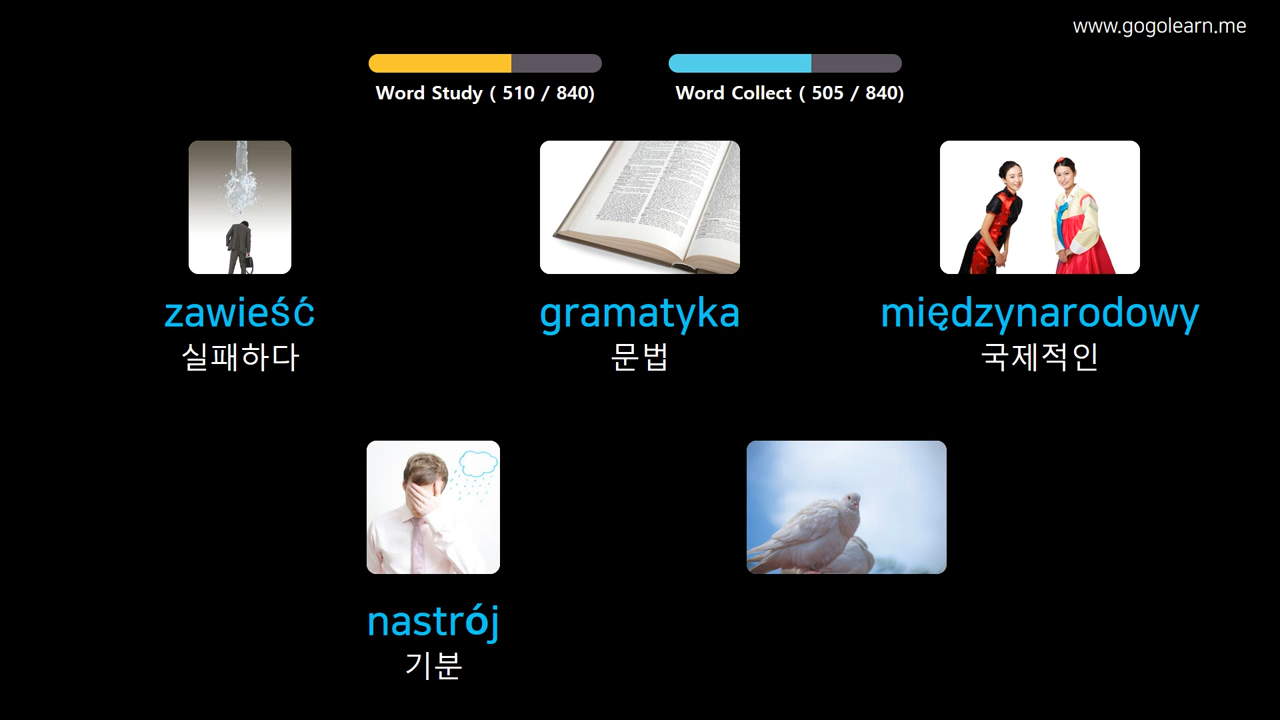 www.gogolearn.me
Word Study ( 510 / 840)
Word Collect ( 505 / 840)
zawieść
실패하다
gramatyka
문법
międzynarodowy
국제적인
nastrój
기분